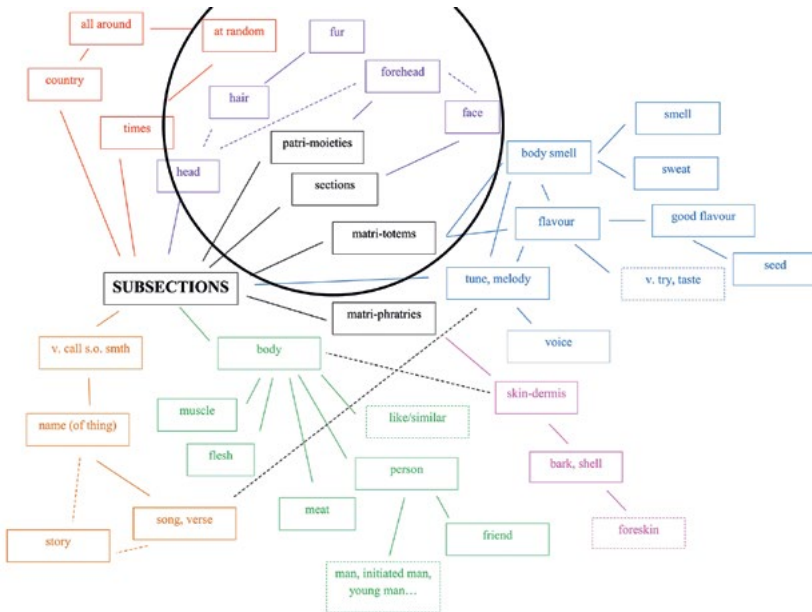 all around
at random
fur
country
hair
forehead
times
face
smell
patri-moieties
body smell
head
sections
sweat
matri-totems
flavour
good flavour
SUBSECTIONS
tune, melody
v. try, taste
seed
matri-phratries
v. call s.o. smth
body
voice
muscle
like/similar
skin-dermis
name (of thing)
flesh
person
bark, shell
song, verse
meat
story
friend
foreskin
man, initiated man,
young man...